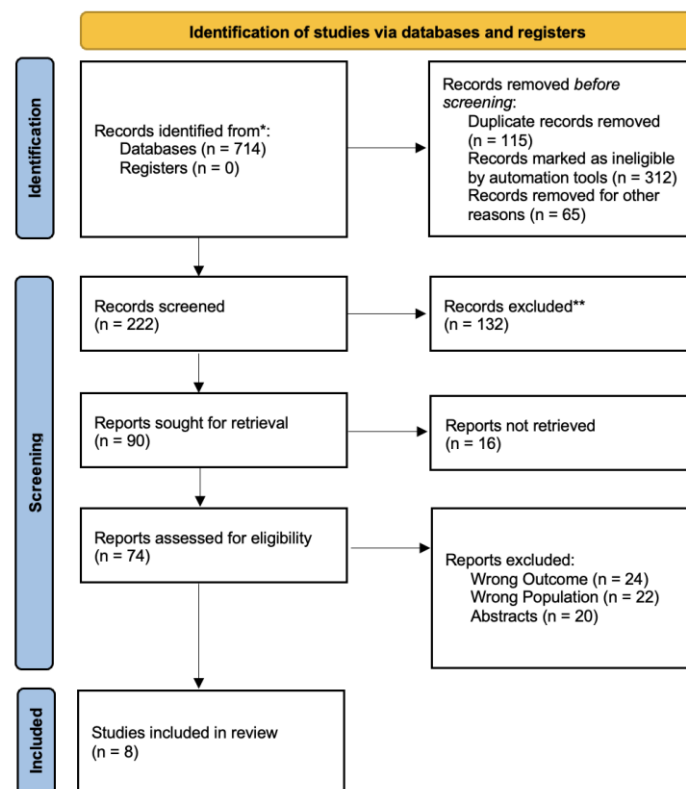 Identification of studies via databases and registers
Identification
Records identified from*:
Databases (n = 714)
Registers (n = 0)
Records removed before
screening:
Duplicate records removed
(n = 115)
Records marked as ineligible
by automation tools (n = 312)
Records removed for other
reasons (n = 65)
Screening
Records screened
(n = 222)
Records excluded**
(n = 132)
Reports sought for retrieval
(n = 90)
Reports not retrieved
(n = 16)
Reports assessed for eligibility
(n = 74)
Reports excluded:
Wrong Outcome (n = 24)
Wrong Population (n = 22)
Abstracts (n = 20)
Included
Studies included in review
(n = 8)